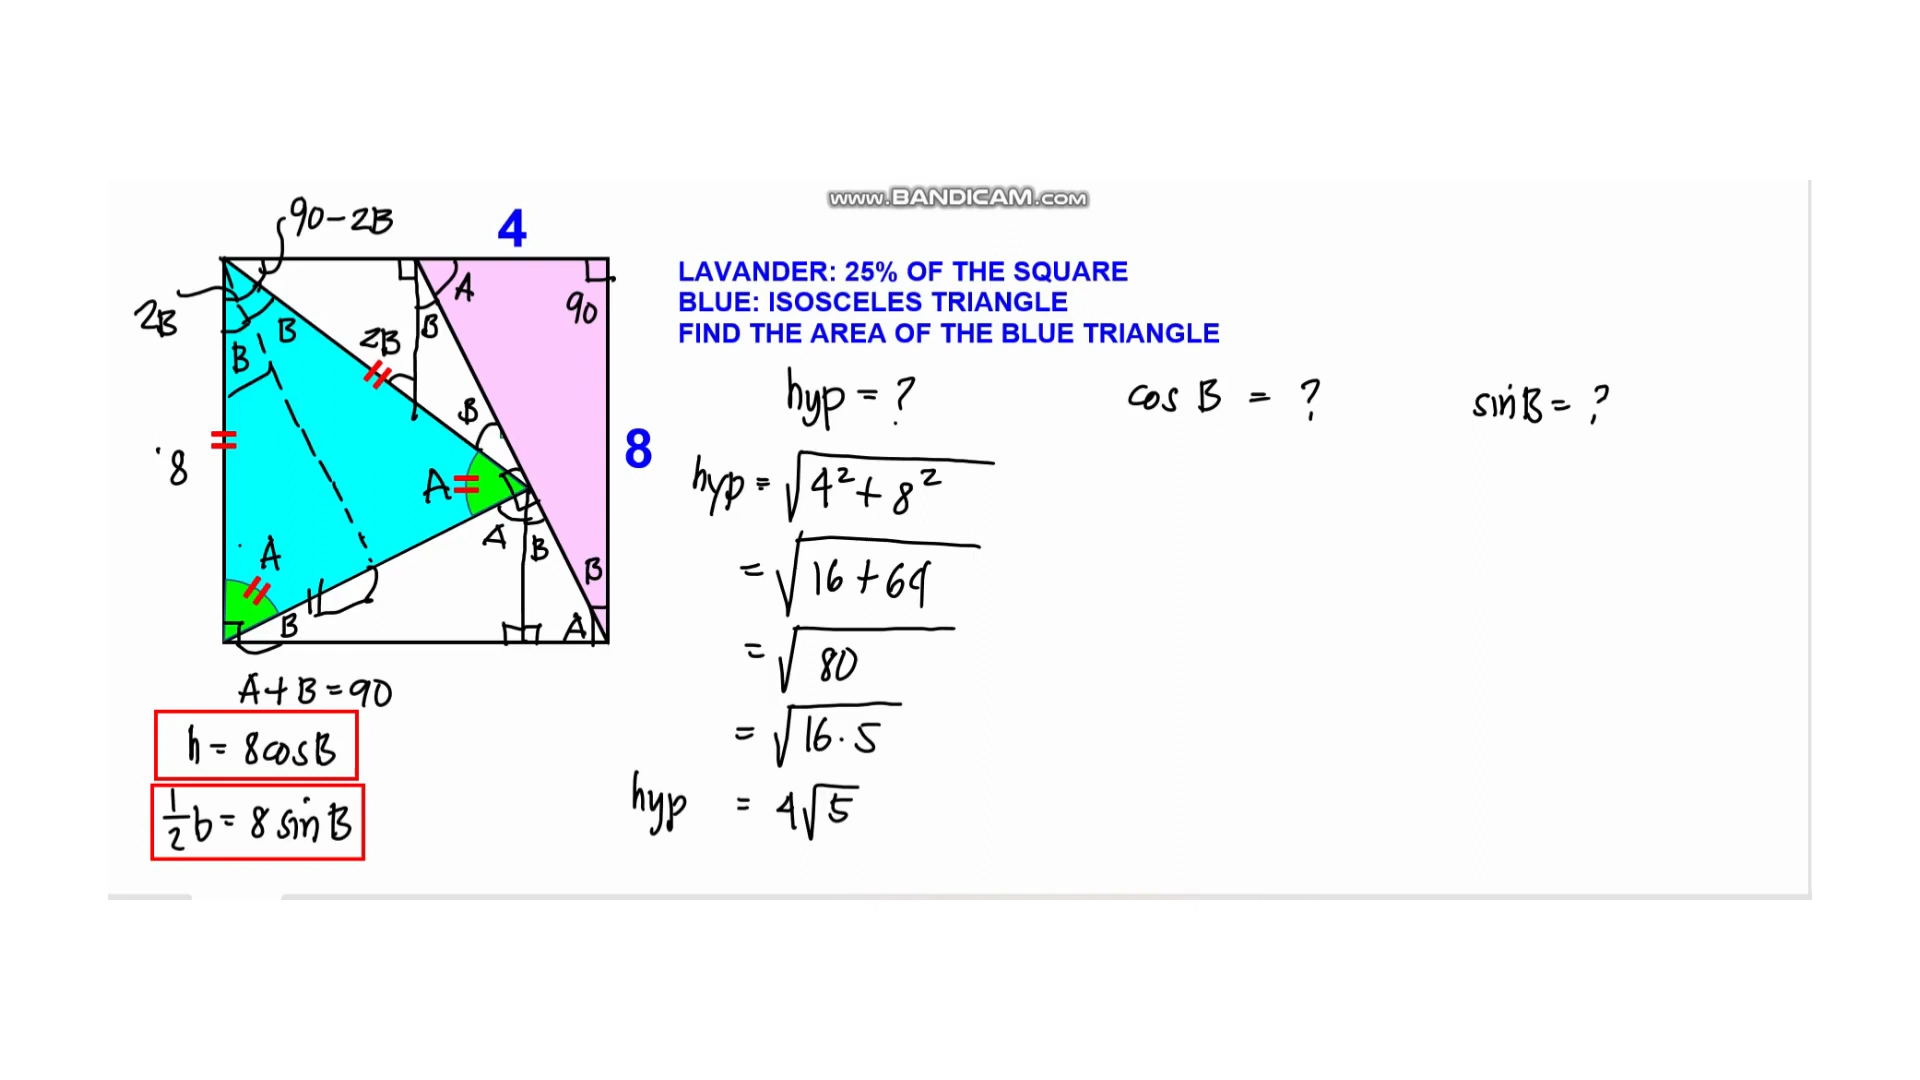 www.BANDICAM.com
90-2B
4
LAVANDER: 25% OF THE SQUARE
BLUE: ISOSCELES TRIANGLE
FIND THE AREA OF THE BLUE TRIANGLE
A
90
2B
B
B
2B
B
hyp = ?
cos B = ?
sin B = ?
B
8
8
A
hyp = √4²+8²
A
A
B
B
= √16+64
B
A
= √80
A+B=90
h = 8cosB
= √16·5
1/2 b = 8 sin B
hyp = 4√5